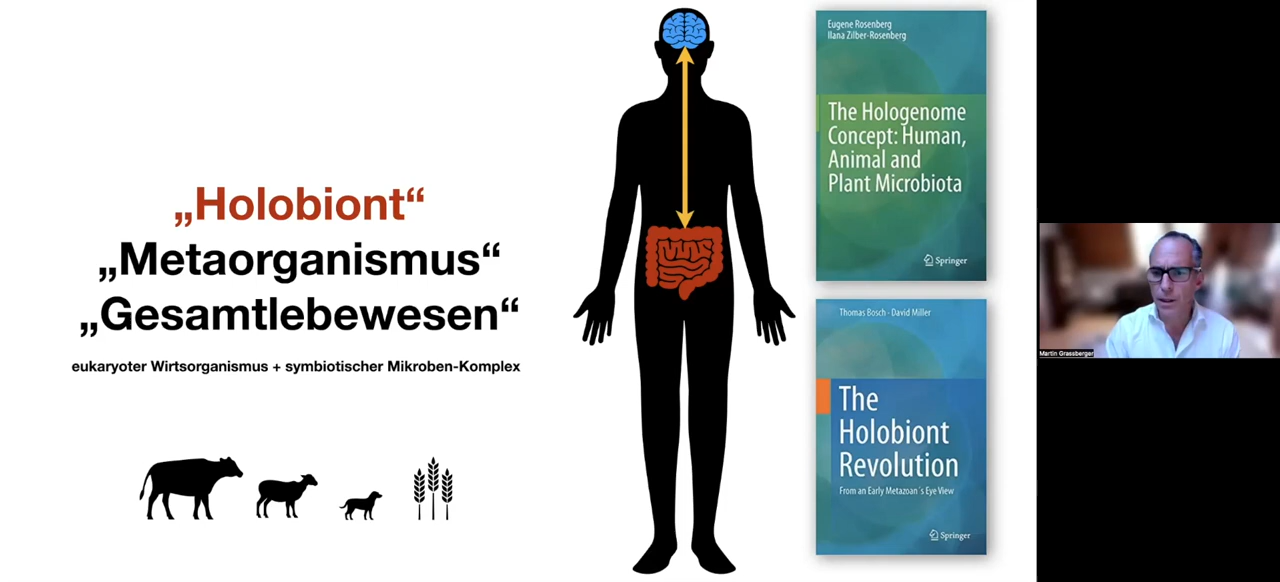 „Holobiont“
„Metaorganismus“
„Gesamtlebewesen“
eukaryoter Wirtsorganismus + symbiotischer Mikroben-Komplex
Eugene Rosenberg
Ilana Zilber-Rosenberg
The Hologenome
Concept: Human,
Animal and
Plant Microbiota
Springer
Thomas Bosch · David Miller
The
Holobiont
Revolution
From an Early Metazoan´s Eye View
Springer
Martin Grassberger